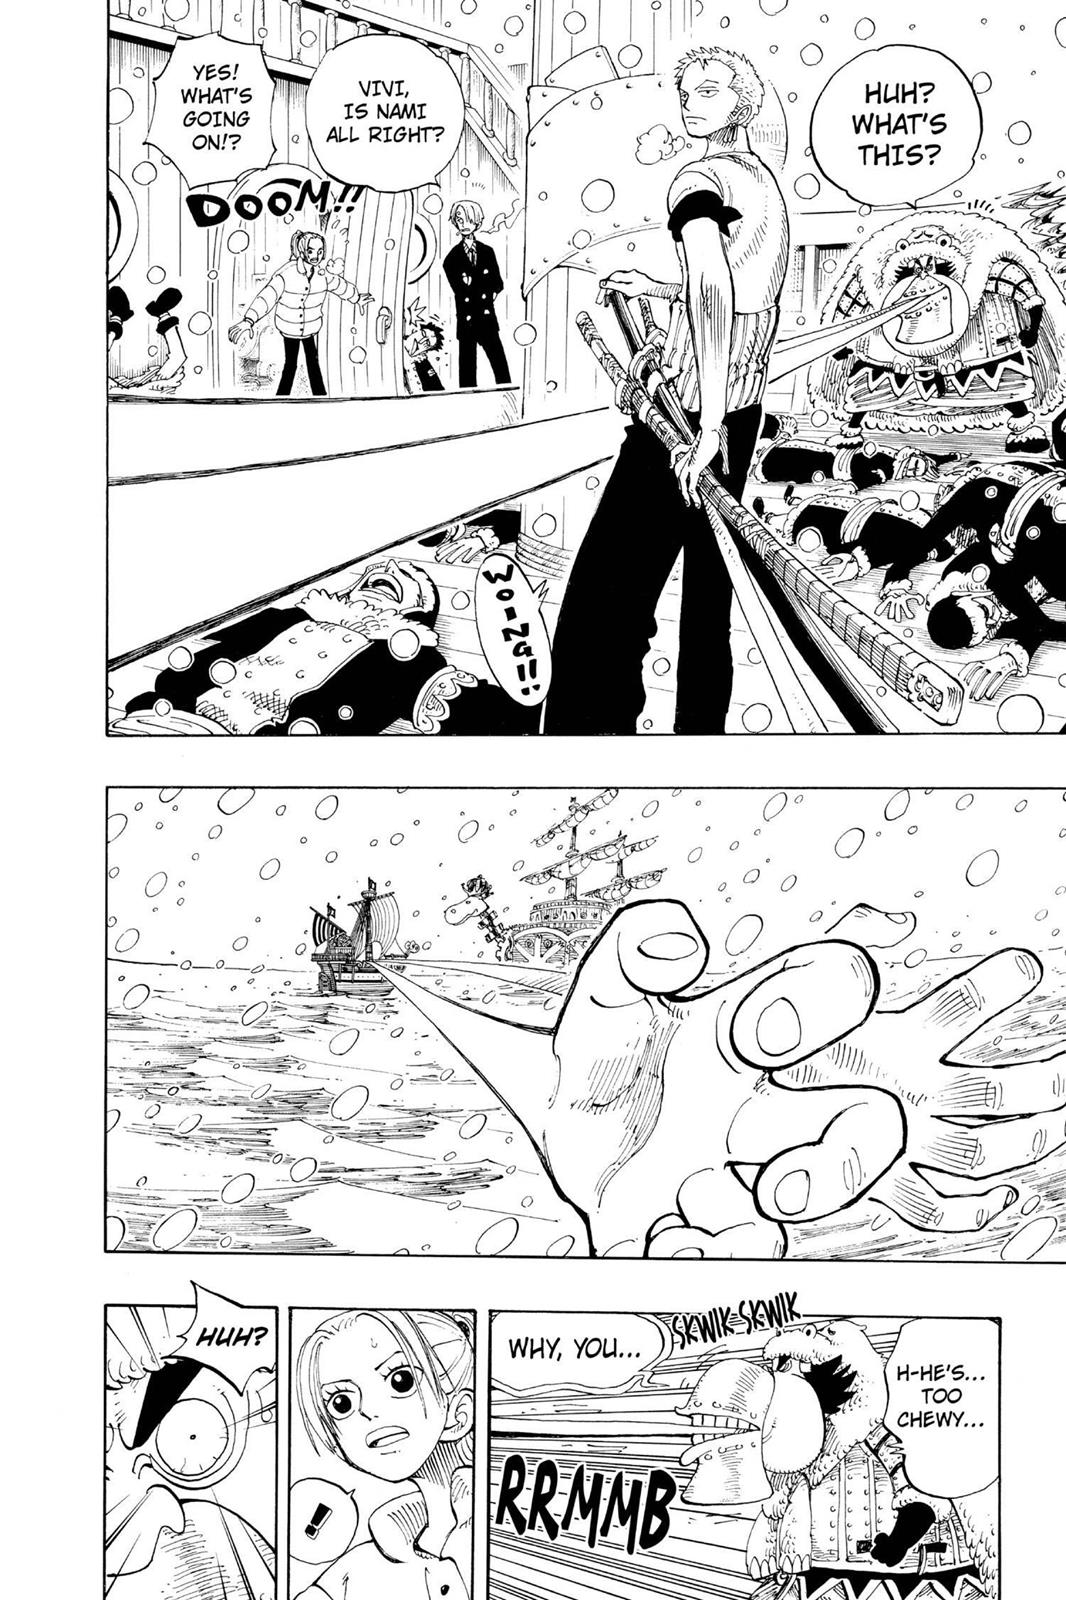 HUH?
WHAT'S
THIS?
VIVI,
IS NAMI
ALL RIGHT?
YES!
WHAT'S
GOING
ON!?
DOOM!!
WOING!!
H-HE'S...
TOO
CHEWY...
SKWIK SKWIK
WHY, YOU...
RRMMB
!
HUH?